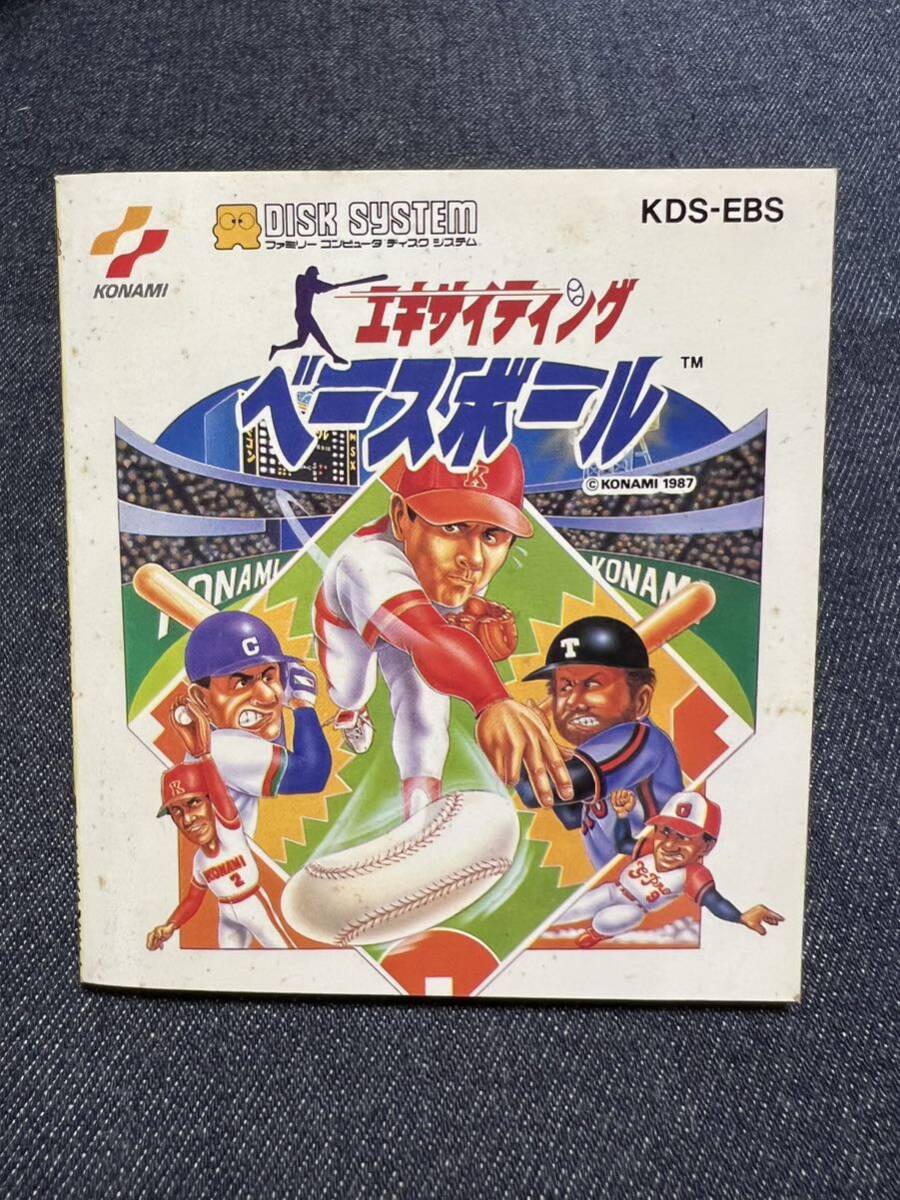 KONAMI
DISK SYSTEM
ファミリー コンピュータ ディスク システム
KDS-EBS
エキサイティング
ベースボール
TM
© KONAMI 1987
MSX
K
KONAMI
KONAMI
C
T
K
KONAMI
2
G
9